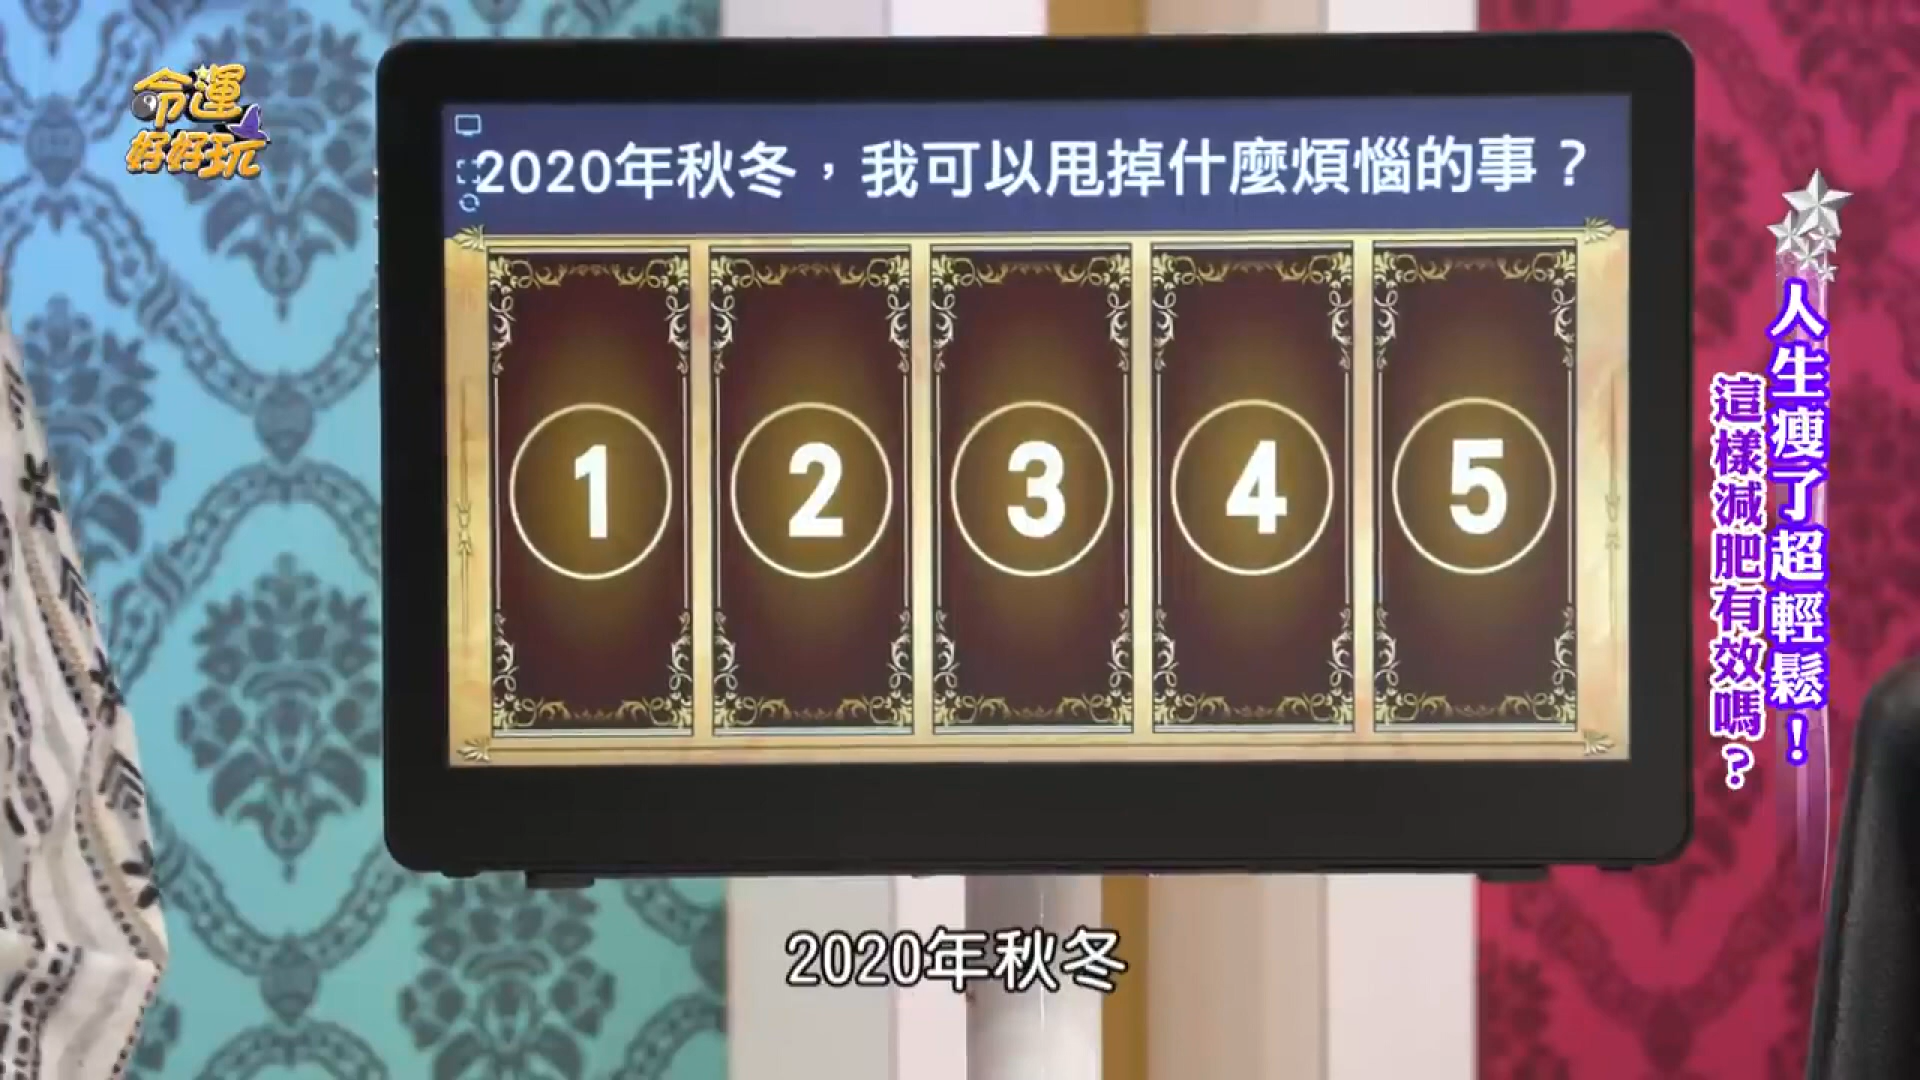 命運
好好玩
2020年秋冬，我可以甩掉什麼煩惱的事？
1
2
3
4
5
人生瘦了超輕鬆！
這樣減肥有效嗎？
2020年秋冬